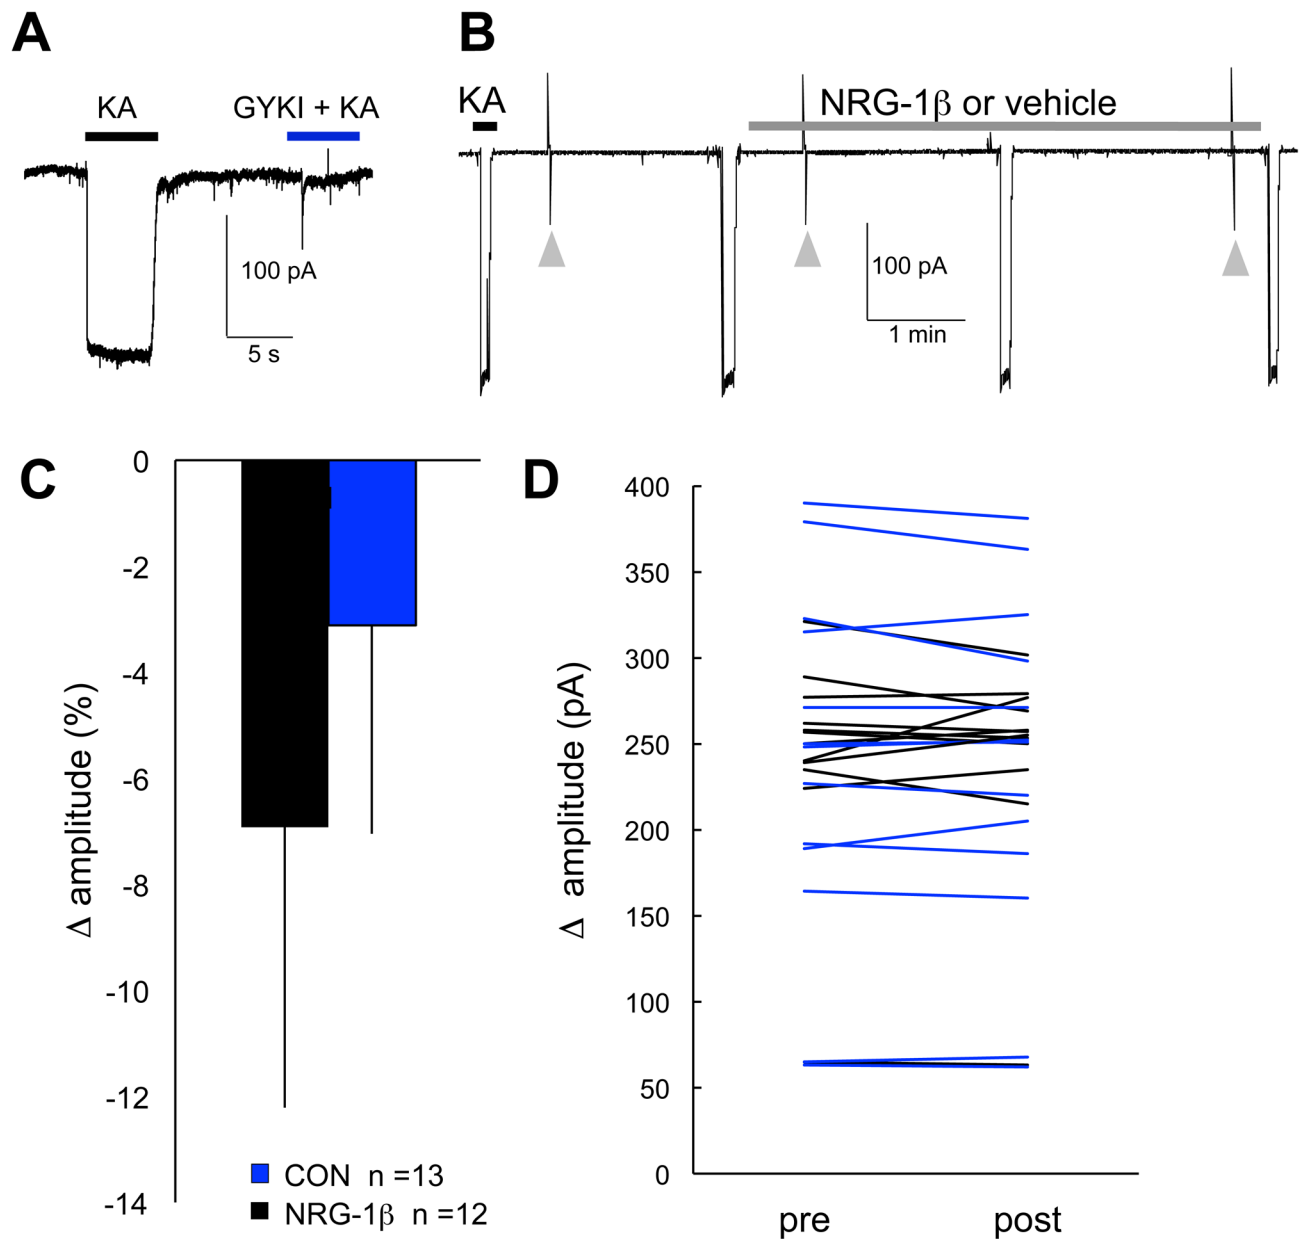 A
KA
GYKI + KA
100 pA
5 s
B
KA
NRG-1β or vehicle
100 pA
1 min
C
0
-2
-4
-6
-8
-10
-12
-14
Δ amplitude (%)
CON n =13
NRG-1β n =12
D
400
350
300
250
200
150
100
50
0
Δ amplitude (pA)
pre
post